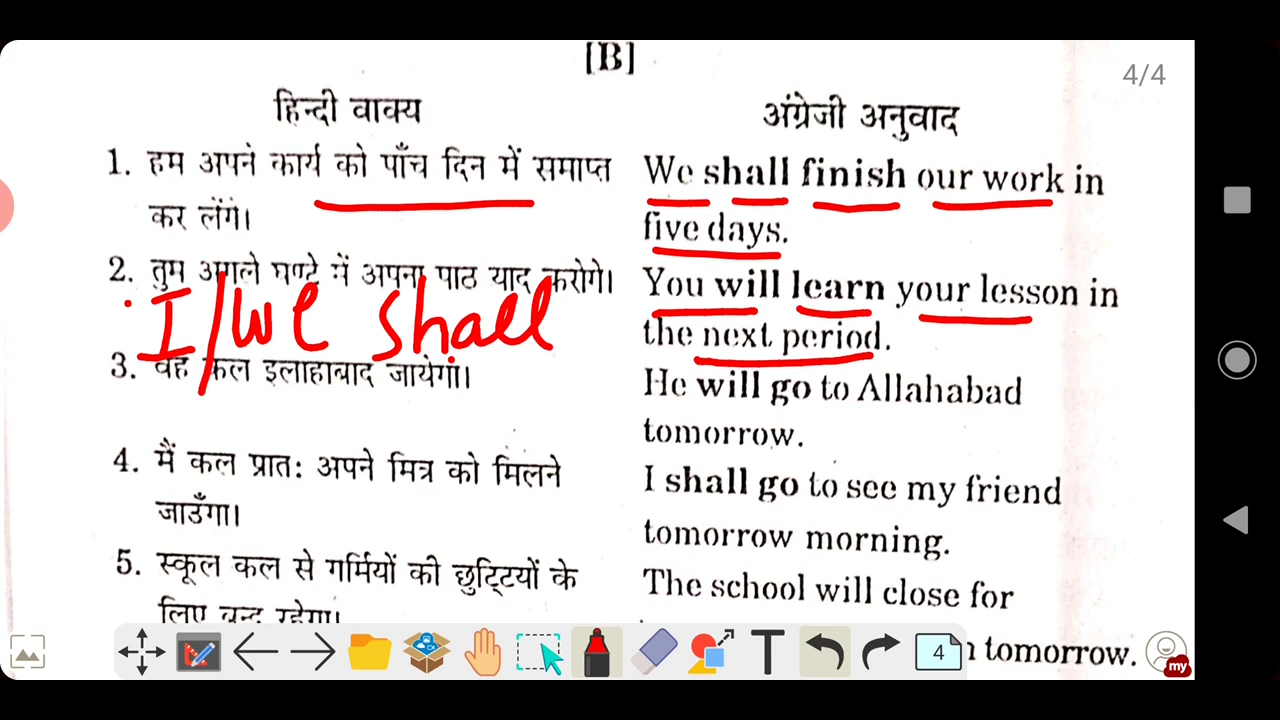 [B]
4/4
हिन्दी वाक्य
अंग्रेजी अनुवाद
1. हम अपने कार्य को पाँच दिन में समाप्त
कर लेंगे।
We shall finish our work in
five days.
2. तुम अगले घण्टे में अपना पाठ याद करोगे।
You will learn your lesson in
the next period.
I/we shall
3. वह कल इलाहाबाद जायेगा।
He will go to Allahabad
tomorrow.
4. मैं कल प्रातः अपने मित्र को मिलने
जाउँगा।
I shall go to see my friend
tomorrow morning.
5. स्कूल कल से गर्मियों की छुट्टियों के
लिए बन्द रहेगा।
The school will close for
tomorrow.
T
4
my